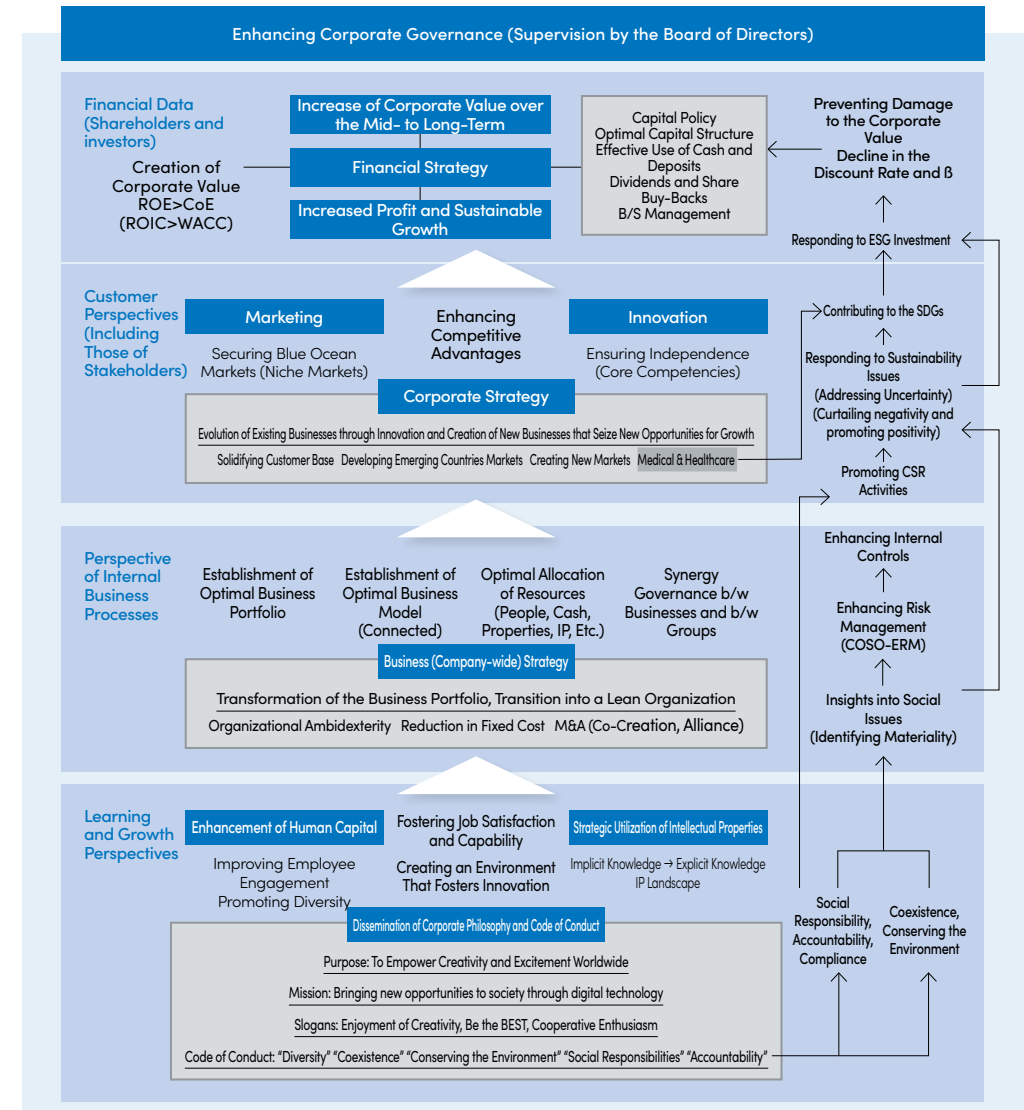 Enhancing Corporate Governance (Supervision by the Board of Directors)
Financial Data
(Shareholders and
investors)
Creation of
Corporate Value
ROE>CoE
(ROIC>WACC)
Increase of Corporate Value over
the Mid- to Long-Term
Financial Strategy
Increased Profit and Sustainable
Growth
Capital Policy
Optimal Capital Structure
Effective Use of Cash and
Deposits
Dividends and Share
Buy-Backs
B/S Management
Preventing Damage
to the Corporate
Value
Decline in the
Discount Rate and ß
Responding to ESG Investment
Customer
Perspectives
(Including
Those of
Stakeholders)
Marketing
Securing Blue Ocean
Markets (Niche Markets)
Enhancing
Competitive
Advantages
Innovation
Ensuring Independence
(Core Competencies)
Corporate Strategy
Evolution of Existing Businesses through Innovation and Creation of New Businesses that Seize New Opportunities for Growth
Solidifying Customer Base Developing Emerging Countries Markets Creating New Markets Medical & Healthcare
Contributing to the SDGs
Responding to Sustainability
Issues
(Addressing Uncertainty)
(Curtailing negativity and
promoting positivity)
Promoting CSR
Activities
Perspective
of Internal
Business
Processes
Establishment of
Optimal Business
Portfolio
Establishment of
Optimal Business
Model
(Connected)
Optimal Allocation
of Resources
(People, Cash,
Properties, IP, Etc.)
Synergy
Governance b/w
Businesses and b/w
Groups
Business (Company-wide) Strategy
Transformation of the Business Portfolio, Transition into a Lean Organization
Organizational Ambidexterity Reduction in Fixed Cost M&A (Co-Creation, Alliance)
Enhancing Internal
Controls
Enhancing Risk
Management
(COSO-ERM)
Insights into Social
Issues
(Identifying Materiality)
Learning
and Growth
Perspectives
Enhancement of Human Capital
Improving Employee
Engagement
Promoting Diversity
Fostering Job Satisfaction
and Capability
Creating an Environment
That Fosters Innovation
Strategic Utilization of Intellectual Properties
Implicit Knowledge → Explicit Knowledge
IP Landscape
Dissemination of Corporate Philosophy and Code of Conduct
Purpose: To Empower Creativity and Excitement Worldwide
Mission: Bringing new opportunities to society through digital technology
Slogans: Enjoyment of Creativity, Be the BEST, Cooperative Enthusiasm
Code of Conduct: “Diversity” “Coexistence” “Conserving the Environment” “Social Responsibilities” “Accountability”
Social
Responsibility,
Accountability,
Compliance
Coexistence,
Conserving the
Environment